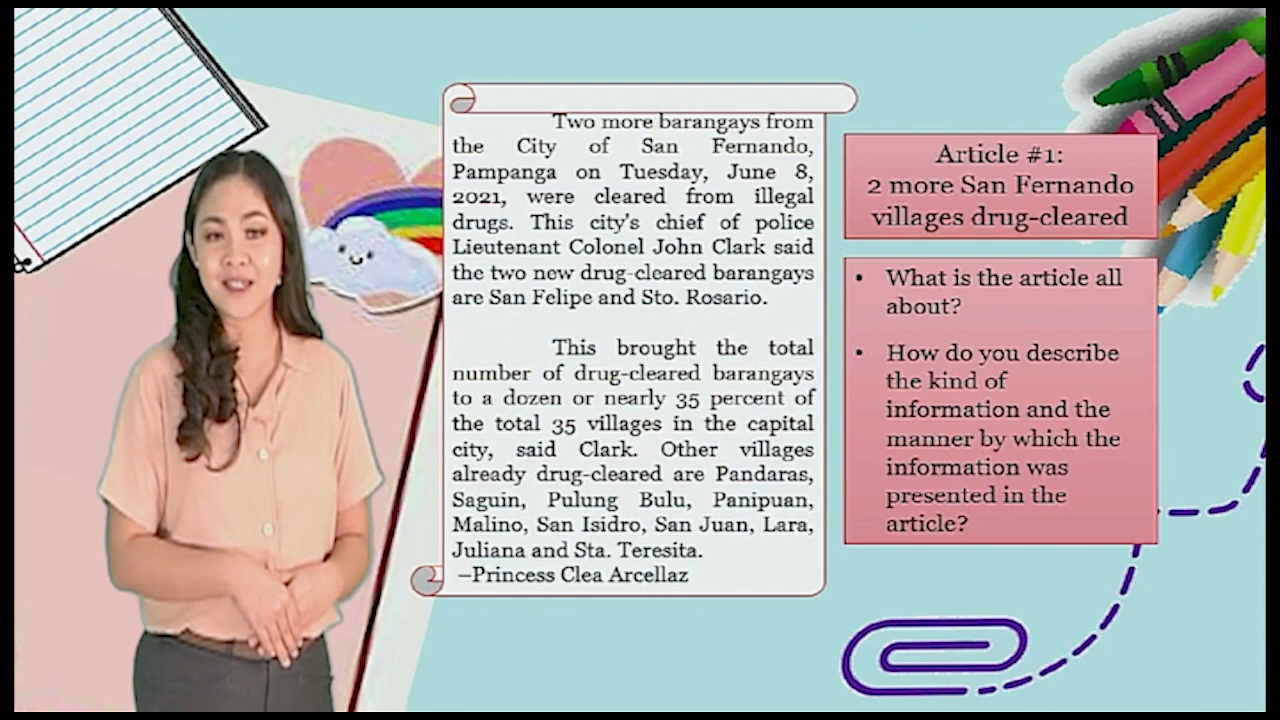 Two more barangays from
the City of San Fernando,
Pampanga on Tuesday, June 8,
2021, were cleared from illegal
drugs. This city's chief of police
Lieutenant Colonel John Clark said
the two new drug-cleared barangays
are San Felipe and Sto. Rosario.
This brought the total
number of drug-cleared barangays
to a dozen or nearly 35 percent of
the total 35 villages in the capital
city, said Clark. Other villages
already drug-cleared are Pandaras,
Saguin, Pulung Bulu, Panipuan,
Malino, San Isidro, San Juan, Lara,
Juliana and Sta. Teresita.
–Princess Clea Arcellaz
Article #1:
2 more San Fernando
villages drug-cleared
• What is the article all
about?
• How do you describe
the kind of
information and the
manner by which the
information was
presented in the
article?